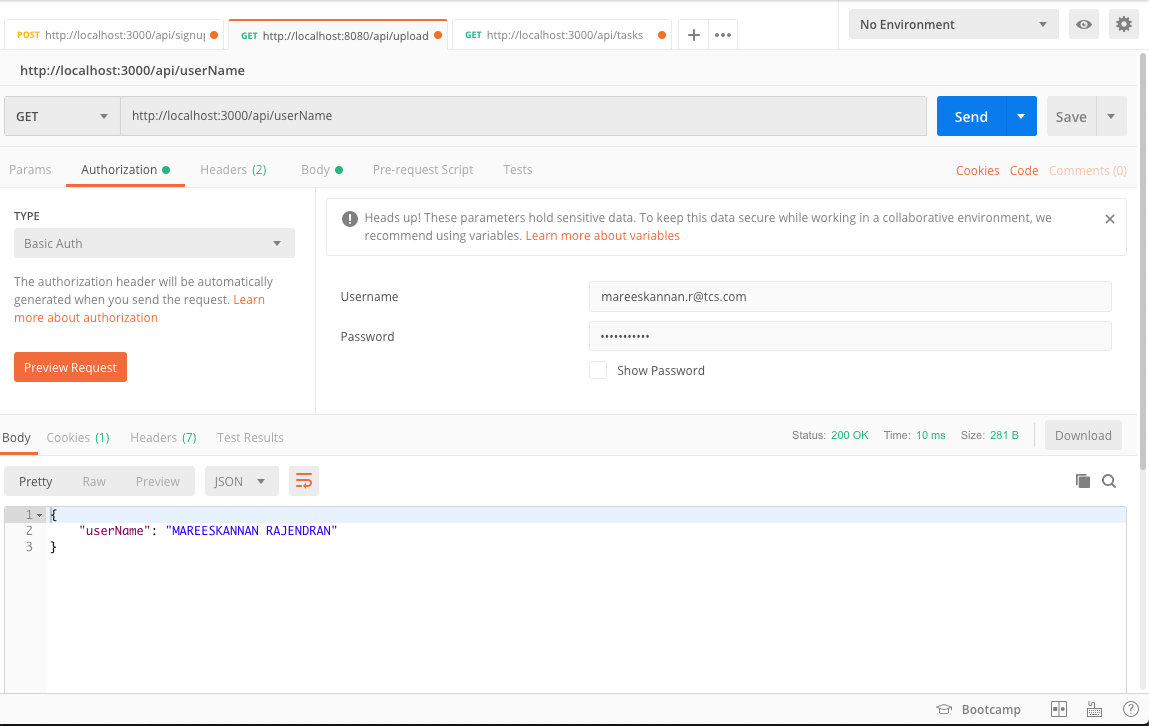 POST http://localhost:3000/api/signup
GET http://localhost:8080/api/upload
GET http://localhost:3000/api/tasks
No Environment
http://localhost:3000/api/userName
GET http://localhost:3000/api/userName Send Save
Params Authorization Headers (2) Body Pre-request Script Tests Cookies Code Comments (0)
TYPE
Basic Auth
The authorization header will be automatically
generated when you send the request. Learn
more about authorization
Preview Request
Heads up! These parameters hold sensitive data. To keep this data secure while working in a collaborative environment, we
recommend using variables. Learn more about variables
Username mareeskannan.r@tcs.com
Password •••••••••••
Show Password
Body Cookies (1) Headers (7) Test Results Status: 200 OK Time: 10 ms Size: 281 B Download
Pretty Raw Preview JSON
1 {
2 "userName": "MAREESKANNAN RAJENDRAN"
3 }
Bootcamp